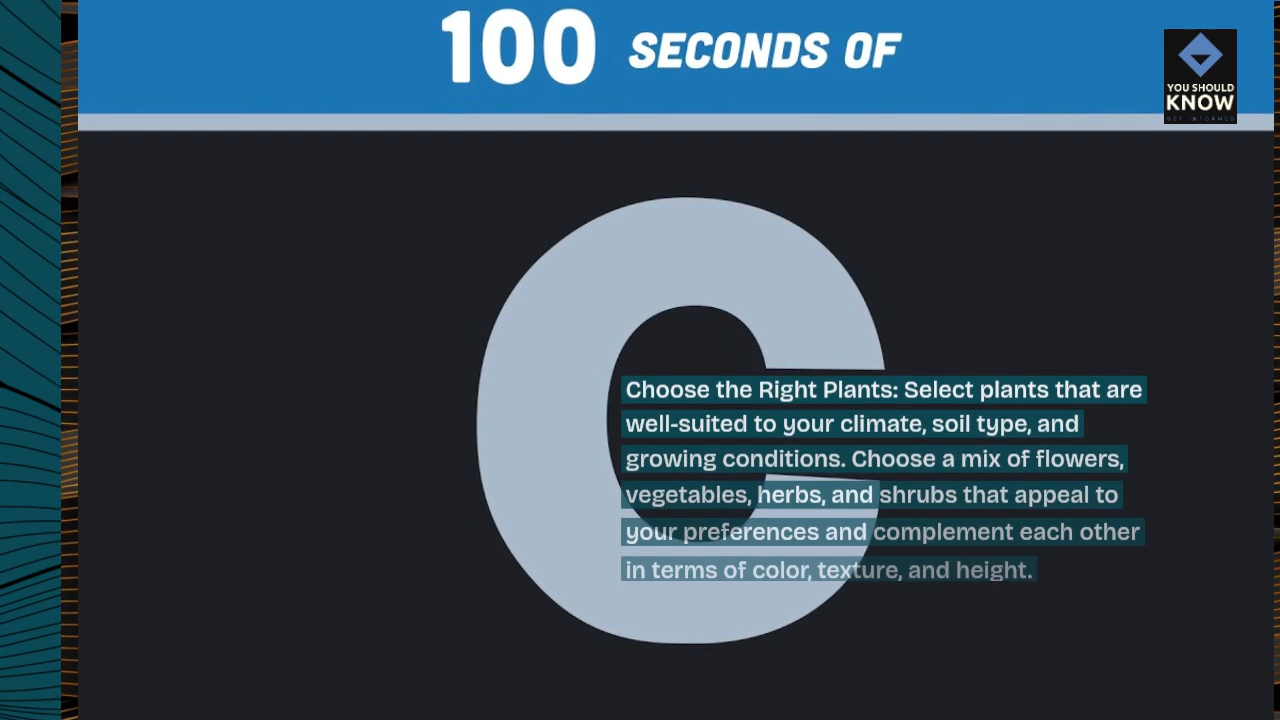 100 SECONDS OF
YOU SHOULD
KNOW
GET INFORMED
C
Choose the Right Plants: Select plants that are
well-suited to your climate, soil type, and
growing conditions. Choose a mix of flowers,
vegetables, herbs, and shrubs that appeal to
your preferences and complement each other
in terms of color, texture, and height.